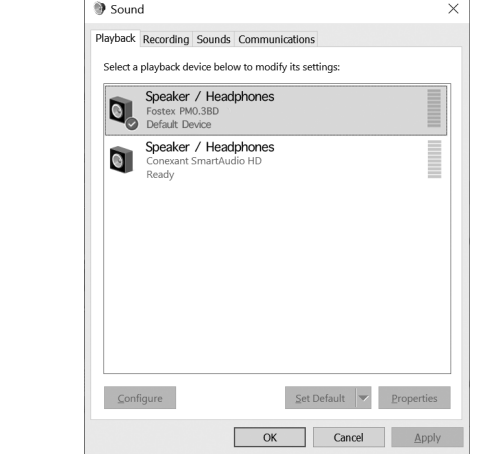 Sound
Playback Recording Sounds Communications
Select a playback device below to modify its settings:
Speaker / Headphones
Fostex PM0.3BD
Default Device
Speaker / Headphones
Conexant SmartAudio HD
Ready
Configure Set Default Properties
OK Cancel Apply